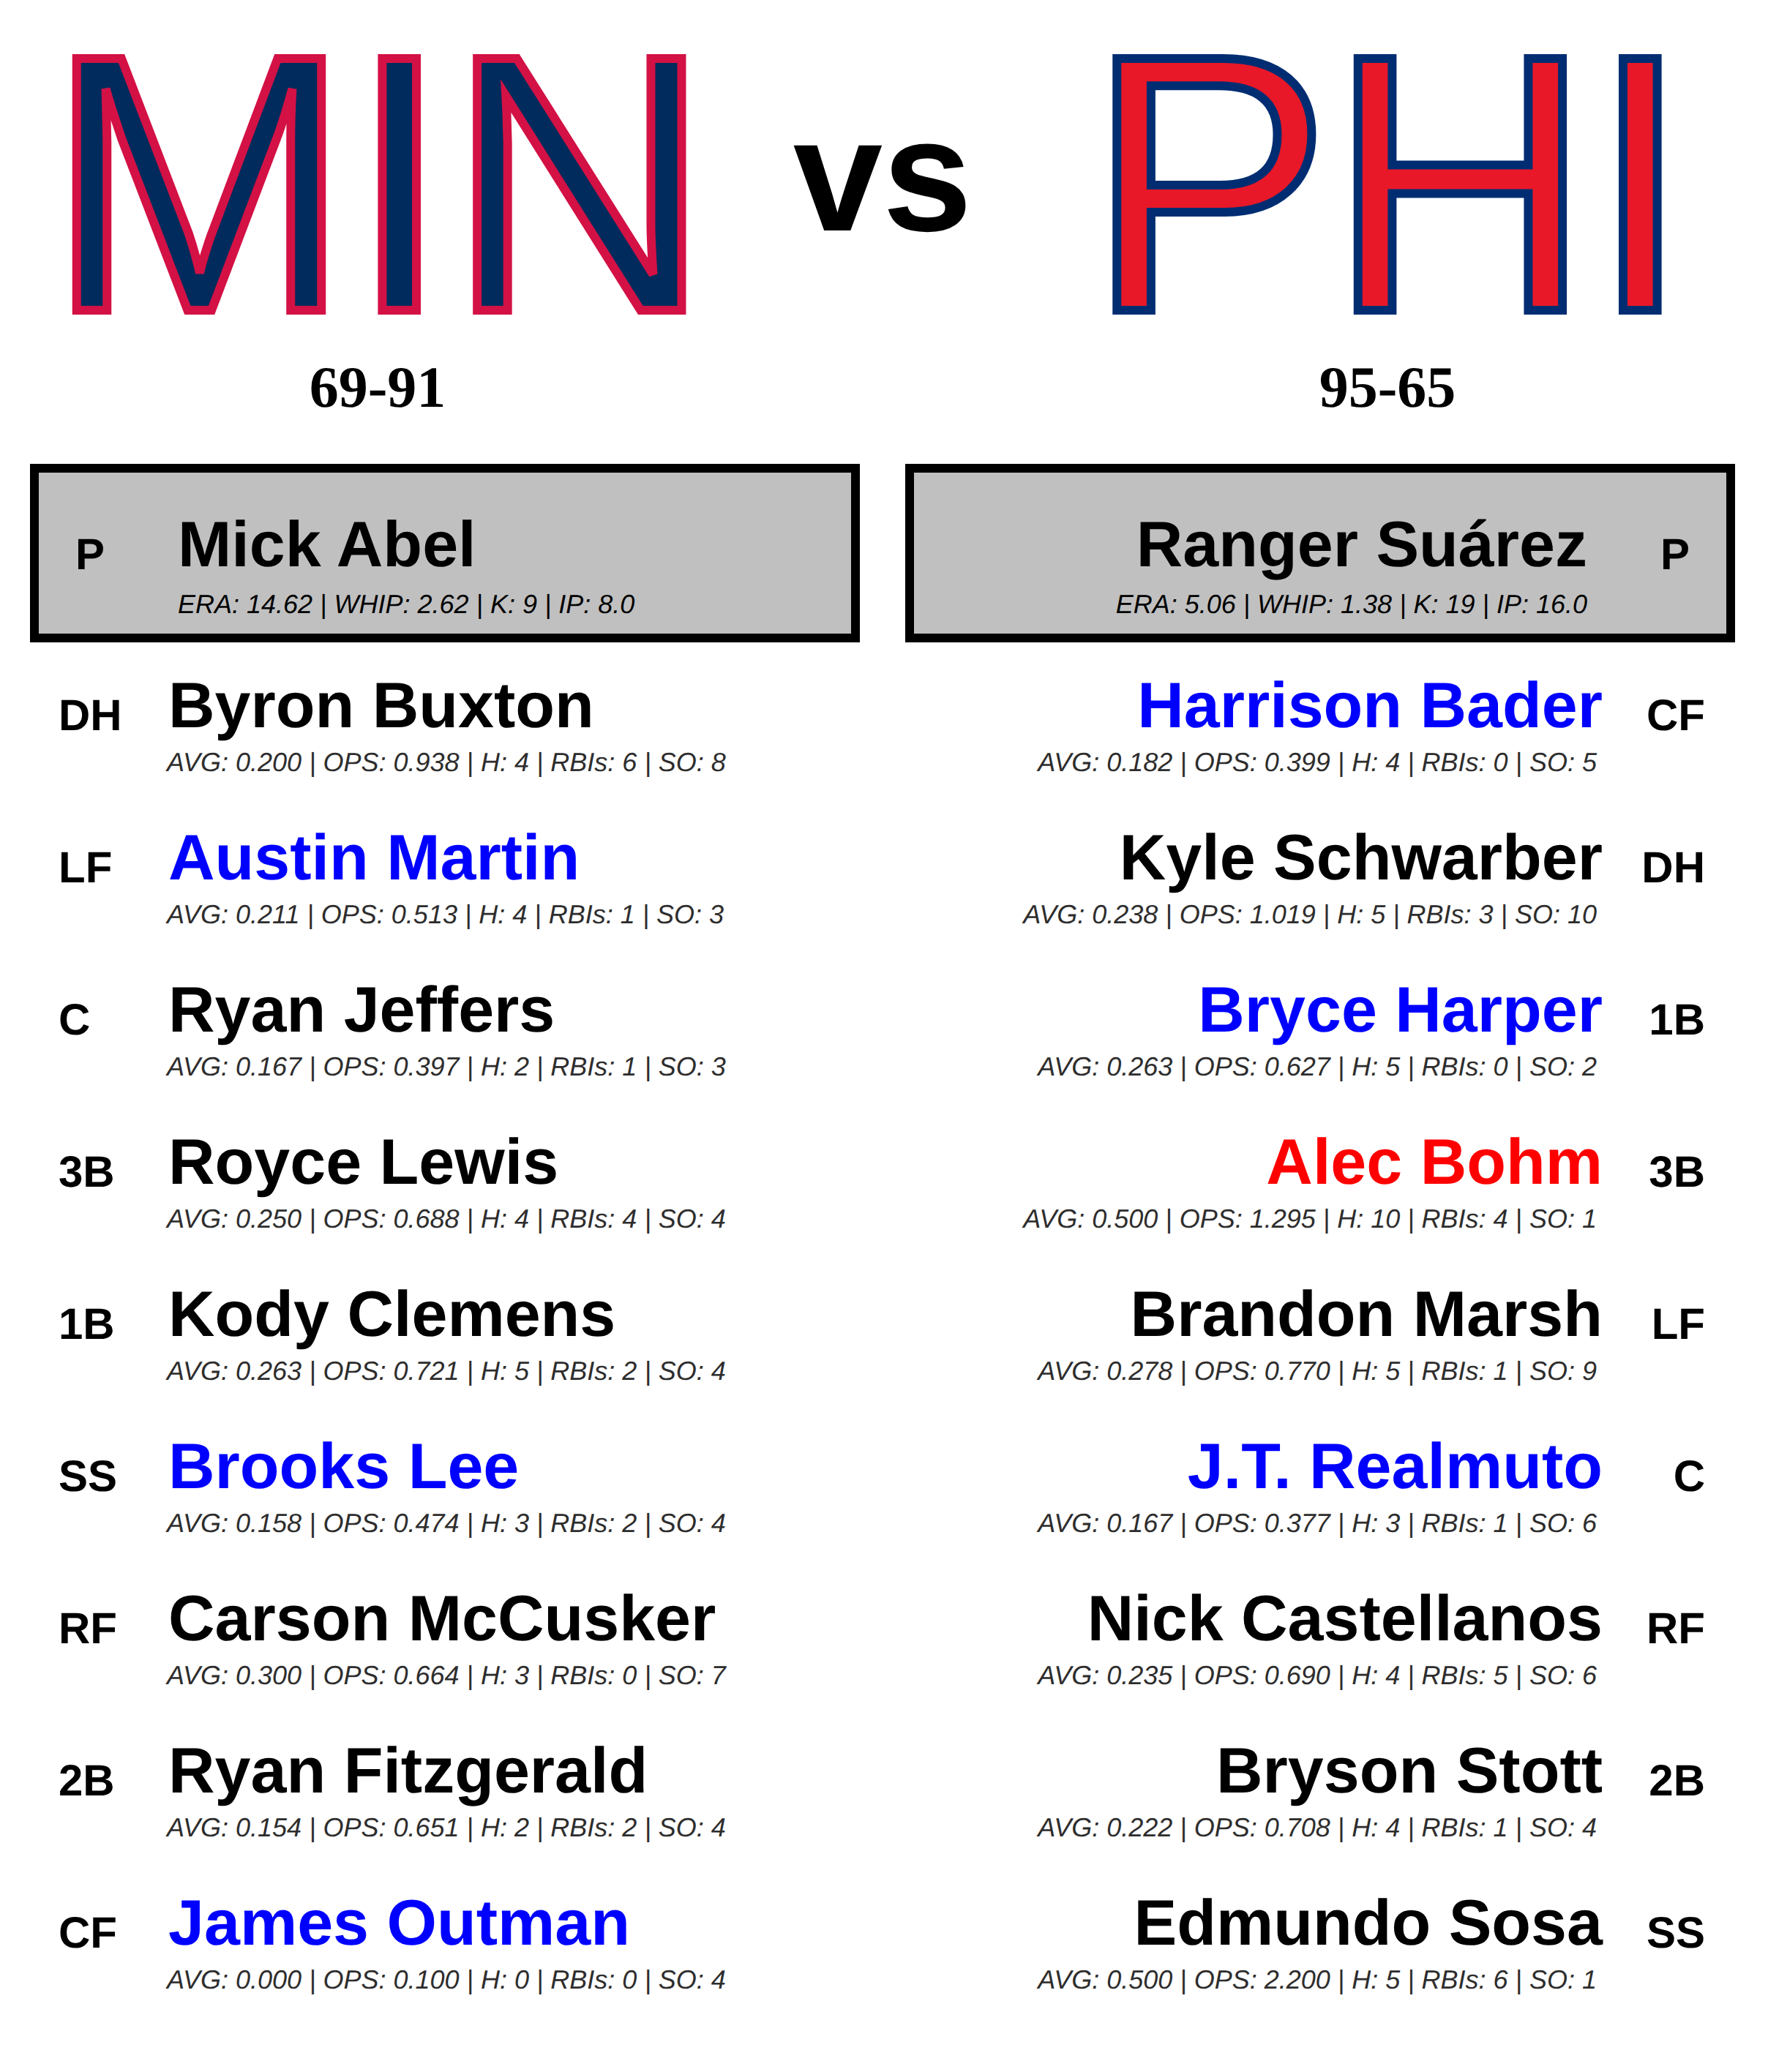 MIN vs PHI
69-91 95-65
P Mick Abel
ERA: 14.62 | WHIP: 2.62 | K: 9 | IP: 8.0
Ranger Suárez P
ERA: 5.06 | WHIP: 1.38 | K: 19 | IP: 16.0
DH Byron Buxton
AVG: 0.200 | OPS: 0.938 | H: 4 | RBIs: 6 | SO: 8
LF Austin Martin
AVG: 0.211 | OPS: 0.513 | H: 4 | RBIs: 1 | SO: 3
C Ryan Jeffers
AVG: 0.167 | OPS: 0.397 | H: 2 | RBIs: 1 | SO: 3
3B Royce Lewis
AVG: 0.250 | OPS: 0.688 | H: 4 | RBIs: 4 | SO: 4
1B Kody Clemens
AVG: 0.263 | OPS: 0.721 | H: 5 | RBIs: 2 | SO: 4
SS Brooks Lee
AVG: 0.158 | OPS: 0.474 | H: 3 | RBIs: 2 | SO: 4
RF Carson McCusker
AVG: 0.300 | OPS: 0.664 | H: 3 | RBIs: 0 | SO: 7
2B Ryan Fitzgerald
AVG: 0.154 | OPS: 0.651 | H: 2 | RBIs: 2 | SO: 4
CF James Outman
AVG: 0.000 | OPS: 0.100 | H: 0 | RBIs: 0 | SO: 4
Harrison Bader CF
AVG: 0.182 | OPS: 0.399 | H: 4 | RBIs: 0 | SO: 5
Kyle Schwarber DH
AVG: 0.238 | OPS: 1.019 | H: 5 | RBIs: 3 | SO: 10
Bryce Harper 1B
AVG: 0.263 | OPS: 0.627 | H: 5 | RBIs: 0 | SO: 2
Alec Bohm 3B
AVG: 0.500 | OPS: 1.295 | H: 10 | RBIs: 4 | SO: 1
Brandon Marsh LF
AVG: 0.278 | OPS: 0.770 | H: 5 | RBIs: 1 | SO: 9
J.T. Realmuto C
AVG: 0.167 | OPS: 0.377 | H: 3 | RBIs: 1 | SO: 6
Nick Castellanos RF
AVG: 0.235 | OPS: 0.690 | H: 4 | RBIs: 5 | SO: 6
Bryson Stott 2B
AVG: 0.222 | OPS: 0.708 | H: 4 | RBIs: 1 | SO: 4
Edmundo Sosa SS
AVG: 0.500 | OPS: 2.200 | H: 5 | RBIs: 6 | SO: 1